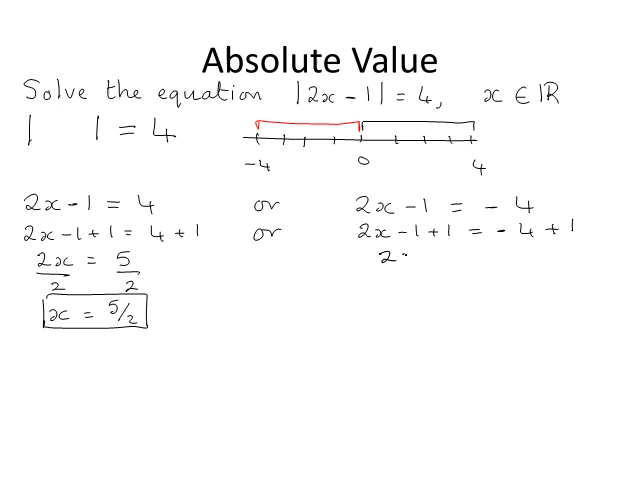 Absolute Value
Solve the equation |2x - 1| = 4, x ∈ ℝ
|   | = 4
-4 0 4
2x - 1 = 4 or 2x - 1 = - 4
2x - 1 + 1 = 4 + 1 or 2x - 1 + 1 = - 4 + 1
2x = 5 2
2 2
x = 5/2